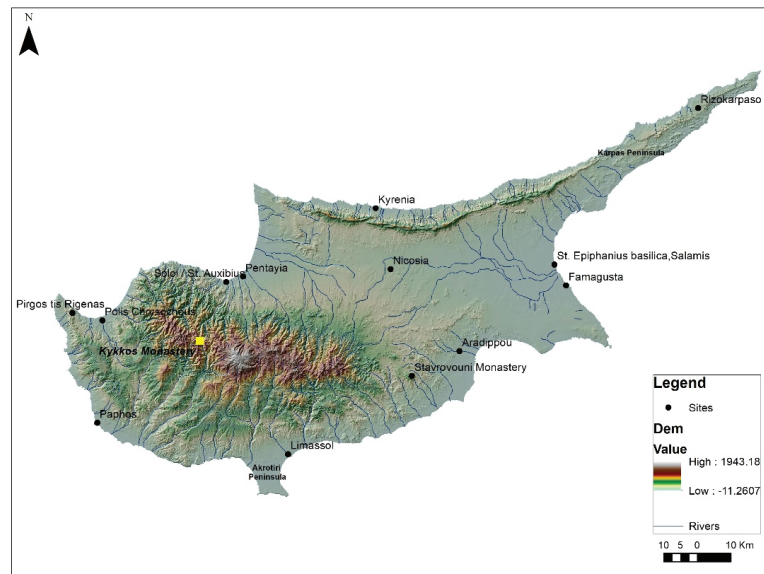 N
Rizokarpaso
Karpas Peninsula
Kyrenia
St. Epiphanius basilica,Salamis
Nicosia
Soloi / St. Auxibius
Pentayia
Famagusta
Pirgos tis Rigenas
Polis Chrysochous
Kykkos Monastery
Aradippou
Stavrovouni Monastery
Paphos
Limassol
Akrotiri
Peninsula
Legend
Sites
Dem
Value
High : 1943.18
Low : -11.2607
Rivers
10 5 0 10 Km